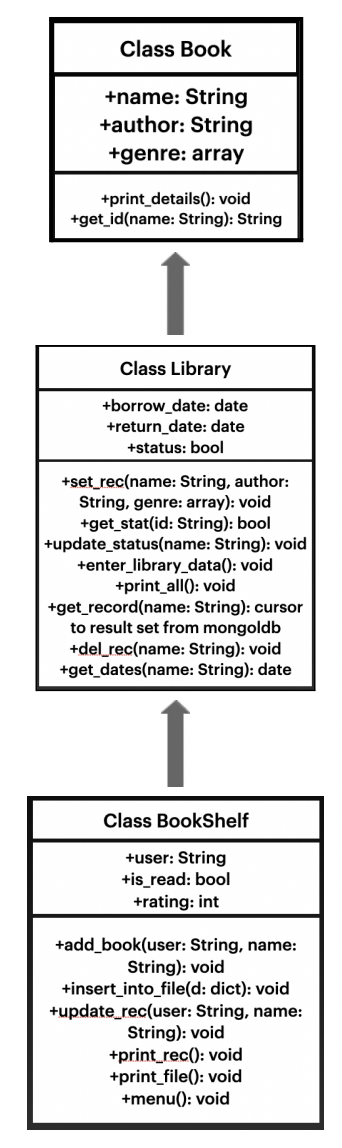 Class Book
+name: String
+author: String
+genre: array
+print_details(): void
+get_id(name: String): String
Class Library
+borrow_date: date
+return_date: date
+status: bool
+set_rec(name: String, author:
String, genre: array): void
+get_stat(id: String): bool
+update_status(name: String): void
+enter_library_data(): void
+print_all(): void
+get_record(name: String): cursor
to result set from mongoldb
+del_rec(name: String): void
+get_dates(name: String): date
Class BookShelf
+user: String
+is_read: bool
+rating: int
+add_book(user: String, name:
String): void
+insert_into_file(d: dict): void
+update_rec(user: String, name:
String): void
+print_rec(): void
+print_file(): void
+menu(): void